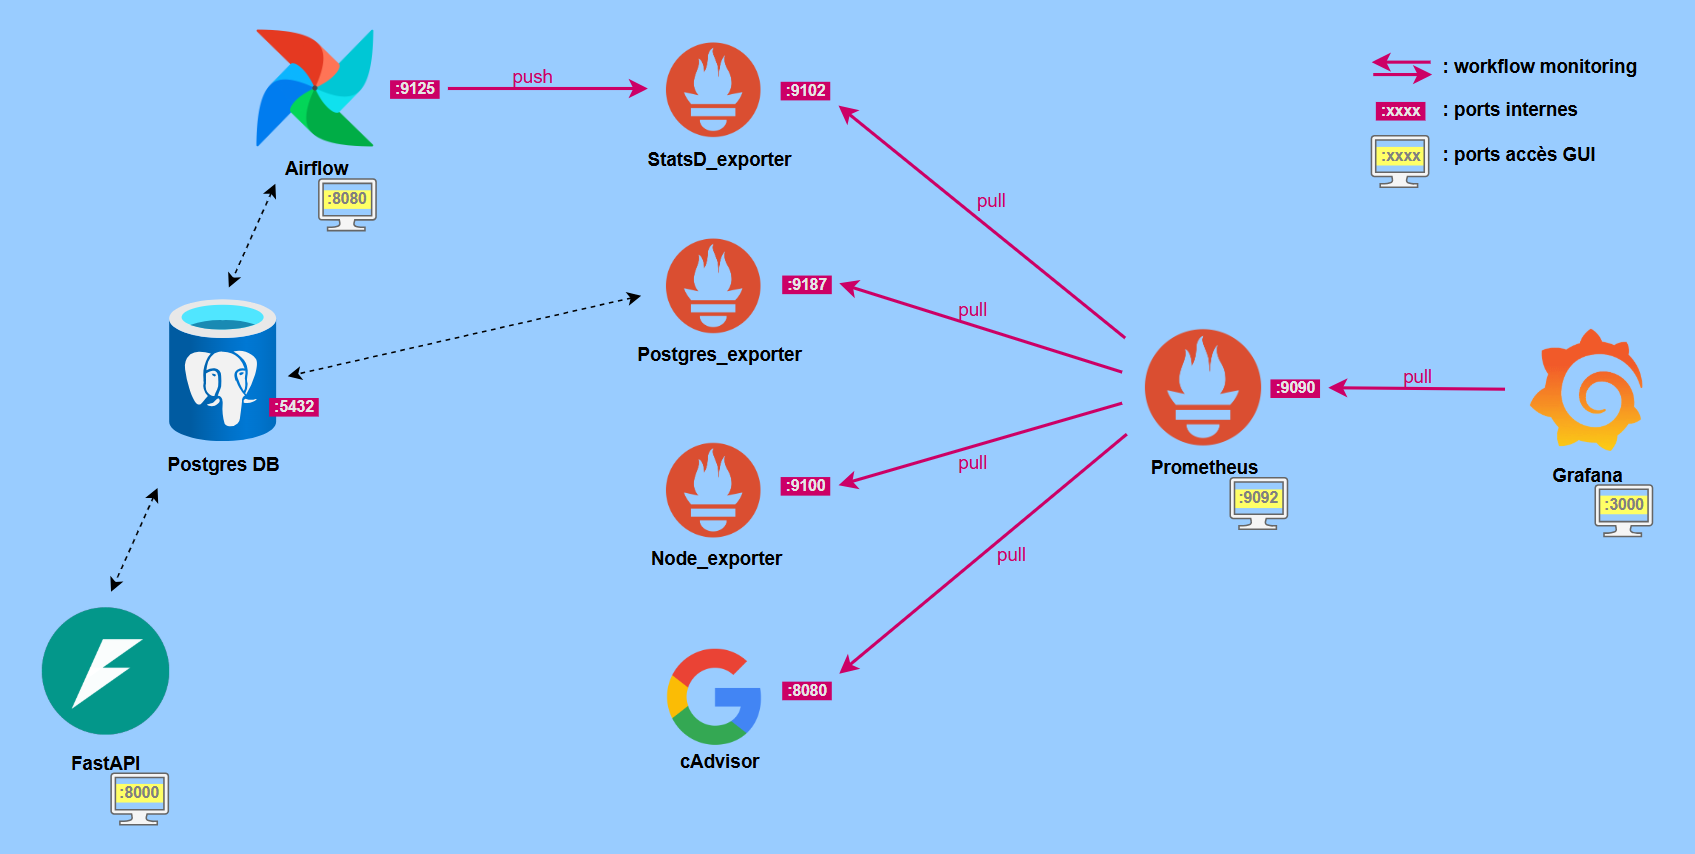 :9125
push
:9102
Airflow
:8080
StatsD_exporter
: workflow monitoring
:xxxx
: ports internes
:xxxx
: ports accès GUI
pull
:9187
pull
Postgres_exporter
:5432
Postgres DB
:9090
pull
Prometheus
:9092
Grafana
:3000
:9100
pull
Node_exporter
pull
:8080
cAdvisor
FastAPI
:8000